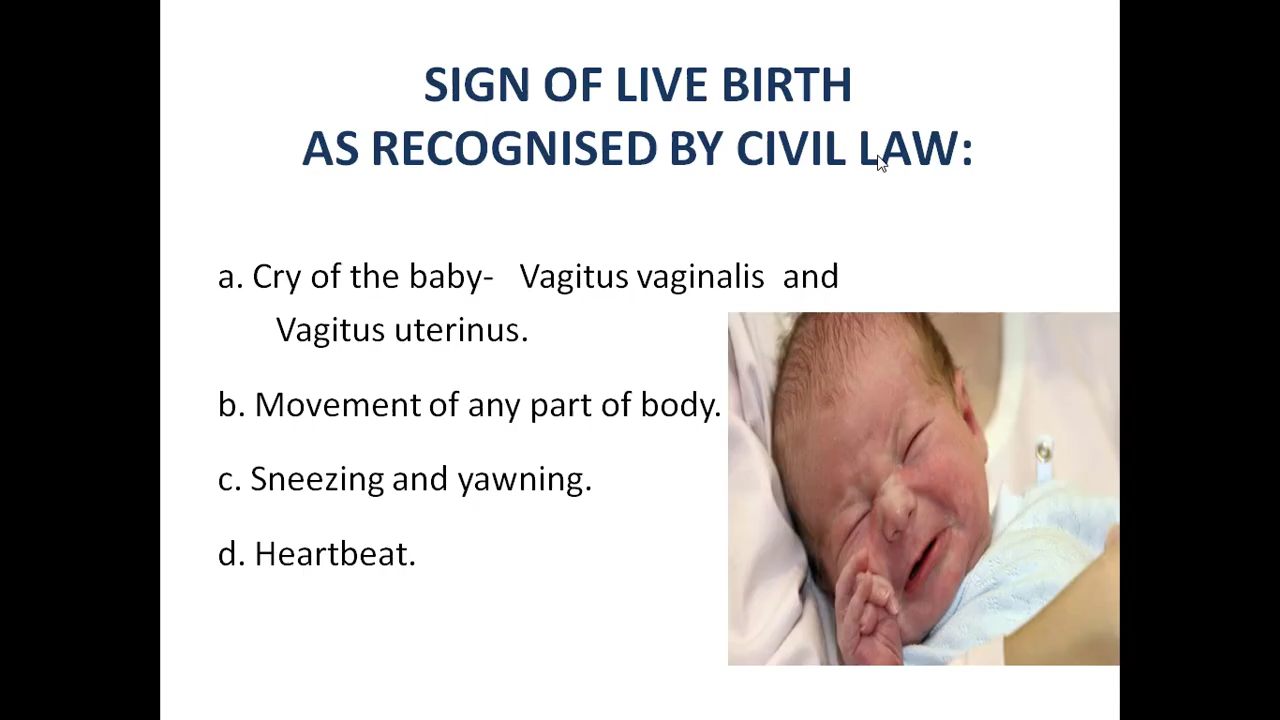 SIGN OF LIVE BIRTH
AS RECOGNISED BY CIVIL LAW:
a. Cry of the baby- Vagitus vaginalis and
Vagitus uterinus.
b. Movement of any part of body.
c. Sneezing and yawning.
d. Heartbeat.